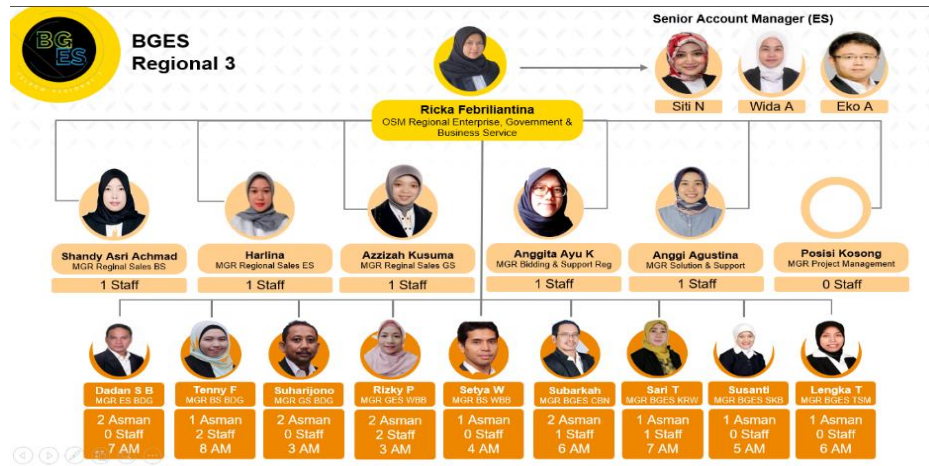 BG
ES
BGES
Regional 3
Senior Account Manager (ES)
Siti N
Wida A
Eko A
Ricka Febriliantina
OSM Regional Enterprise, Government &
Business Service
Shandy Asri Achmad
MGR Reginal Sales BS
1 Staff
Harlina
MGR Regional Sales ES
1 Staff
Azzizah Kusuma
MGR Reginal Sales GS
1 Staff
Anggita Ayu K
MGR Bidding & Support Reg
1 Staff
Anggi Agustina
MGR Solution & Support
1 Staff
Posisi Kosong
MGR Project Management
0 Staff
Dadan S B
MGR ES BDG
2 Asman
0 Staff
7 AM
Tenny F
MGR BS BDG
1 Asman
2 Staff
8 AM
Suharijono
MGR GS BDG
2 Asman
0 Staff
3 AM
Rizky P
MGR GES WBB
2 Asman
2 Staff
3 AM
Setya W
MGR BS WBB
1 Asman
0 Staff
4 AM
Subarkah
MGR BGES CBN
2 Asman
1 Staff
6 AM
Sari T
MGR BGES KRW
1 Asman
1 Staff
7 AM
Susanti
MGR BGES SKB
1 Asman
0 Staff
5 AM
Lengka T
MGR BGES TSM
1 Asman
0 Staff
6 AM